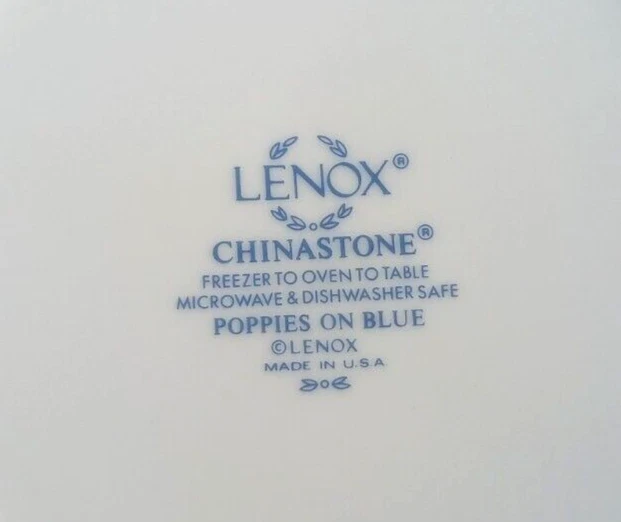 LENOX®
CHINASTONE®
FREEZER TO OVEN TO TABLE
MICROWAVE & DISHWASHER SAFE
POPPIES ON BLUE
©LENOX
MADE IN U.S.A